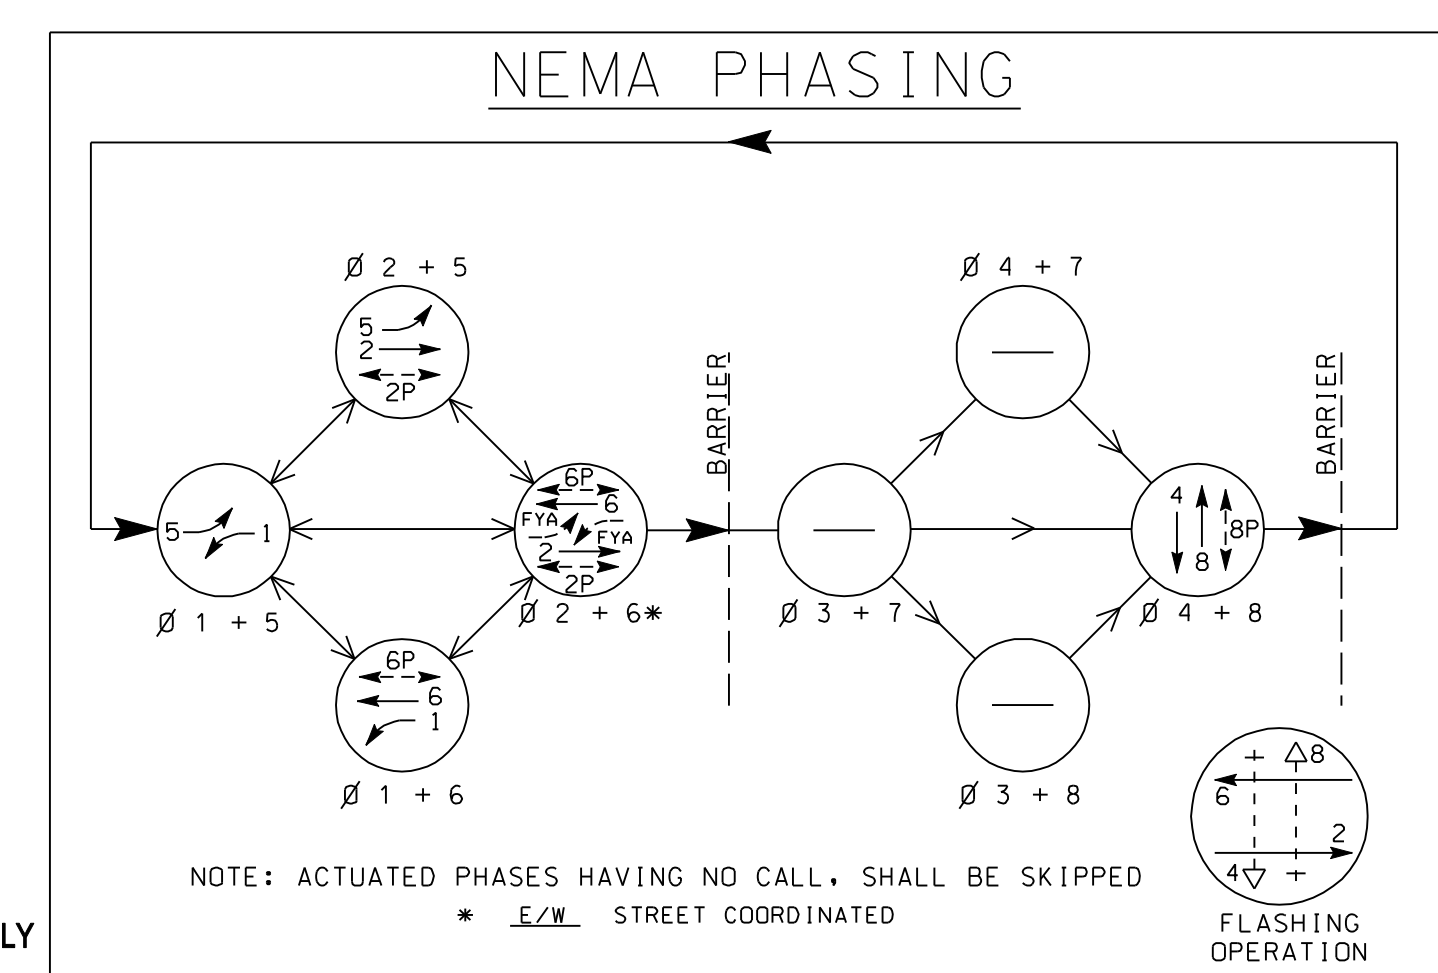 NEMA PHASING
Ø 2 + 5
5
2
2P
Ø 4 + 7
BARRIER
BARRIER
5
1
Ø 1 + 5
6P
6
FYA
FYA
2
2P
Ø 2 + 6*
Ø 3 + 7
4
8
8P
Ø 4 + 8
6P
6
1
Ø 1 + 6
Ø 3 + 8
8
6
2
4
FLASHING
OPERATION
NOTE: ACTUATED PHASES HAVING NO CALL, SHALL BE SKIPPED
* E/W STREET COORDINATED
LY